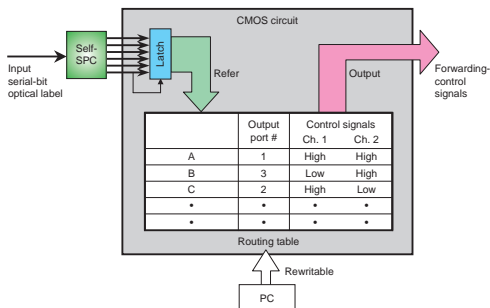 CMOS circuit
Self-
SPC
Latch
Input
serial-bit
optical label
Refer
Output
Forwarding-
control
signals
Output
port #
Control signals
Ch. 1 Ch. 2
A 1 High High
B 3 Low High
C 2 High Low
• • • •
• • • •
Routing table
Rewritable
PC